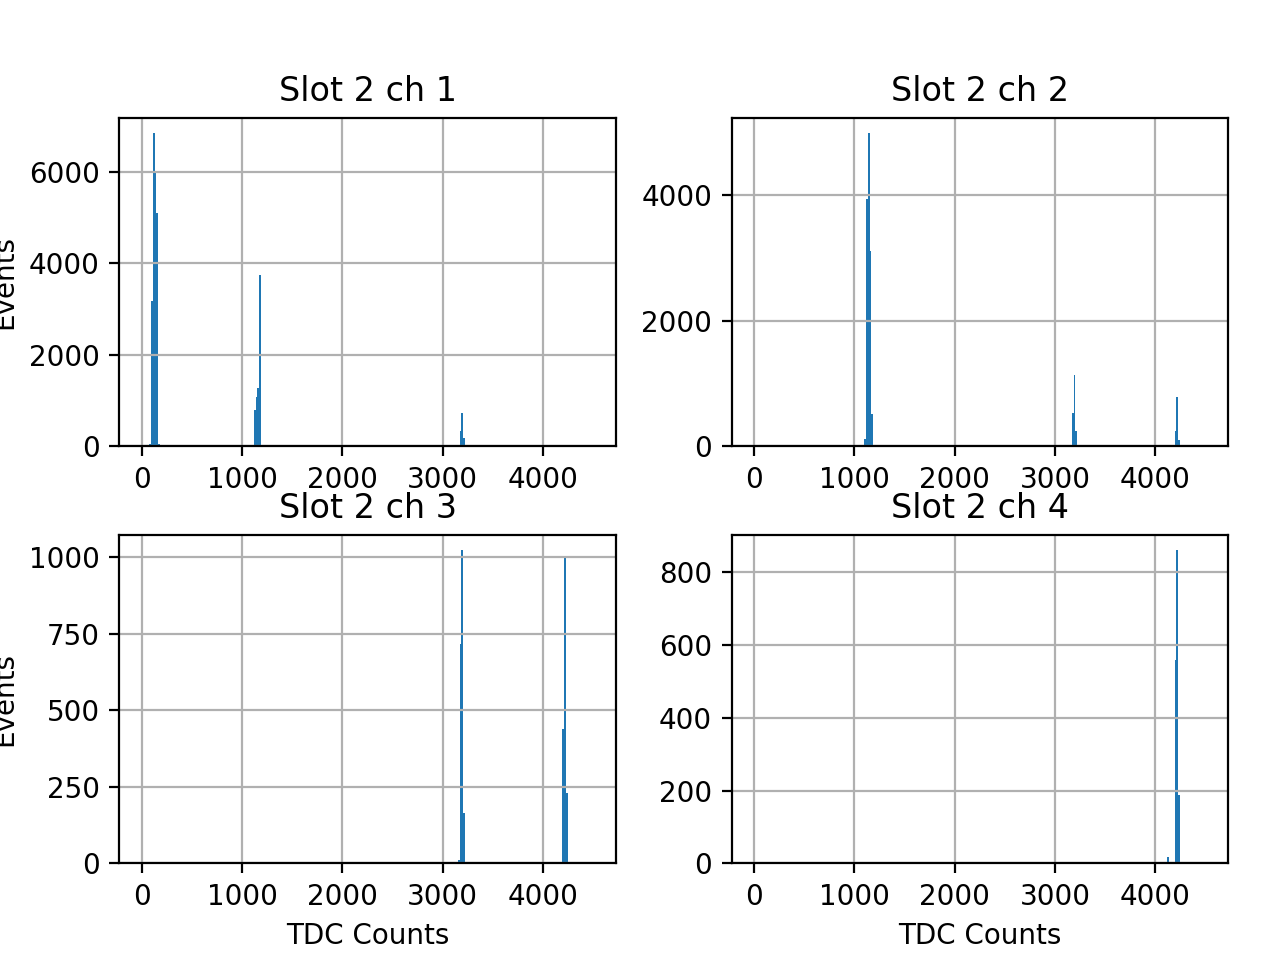 Slot 2 ch 1
Slot 2 ch 2
6000
4000
2000
0
Events
4000
2000
0
0 1000 2000 3000 4000
0 1000 2000 3000 4000
Slot 2 ch 3
Slot 2 ch 4
1000
750
500
250
0
Events
800
600
400
200
0
0 1000 2000 3000 4000
0 1000 2000 3000 4000
TDC Counts
TDC Counts